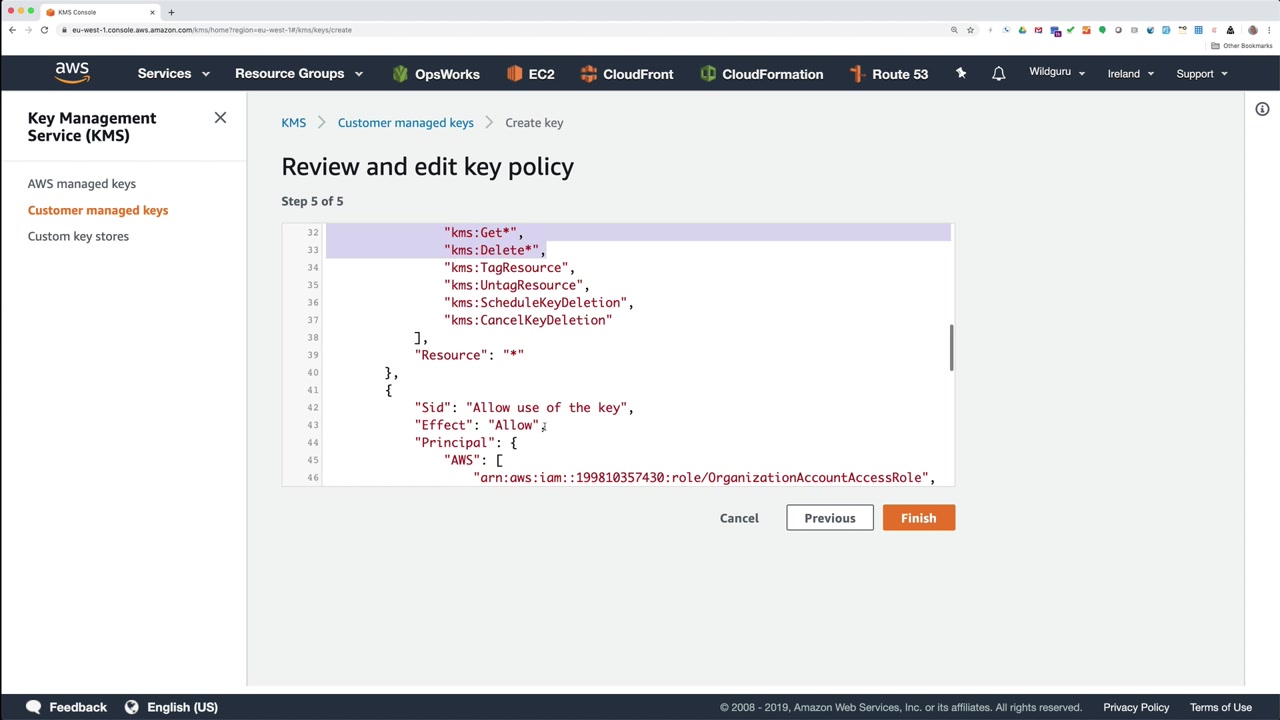 KMS Console
eu-west-1.console.aws.amazon.com/kms/home?region=eu-west-1#/kms/keys/create
Other Bookmarks
aws
Services
Resource Groups
OpsWorks
EC2
CloudFront
CloudFormation
Route 53
Wildguru
Ireland
Support
Key Management
Service (KMS)
AWS managed keys
Customer managed keys
Custom key stores
KMS
Customer managed keys
Create key
Review and edit key policy
Step 5 of 5
32 "kms:Get*",
33 "kms:Delete*",
34 "kms:TagResource",
35 "kms:UntagResource",
36 "kms:ScheduleKeyDeletion",
37 "kms:CancelKeyDeletion"
38 ],
39 "Resource": "*"
40 },
41 {
42 "Sid": "Allow use of the key",
43 "Effect": "Allow",
44 "Principal": {
45 "AWS": [
46 "arn:aws:iam::199810357430:role/OrganizationAccountAccessRole",
Cancel
Previous
Finish
Feedback
English (US)
© 2008 - 2019, Amazon Web Services, Inc. or its affiliates. All rights reserved.
Privacy Policy
Terms of Use